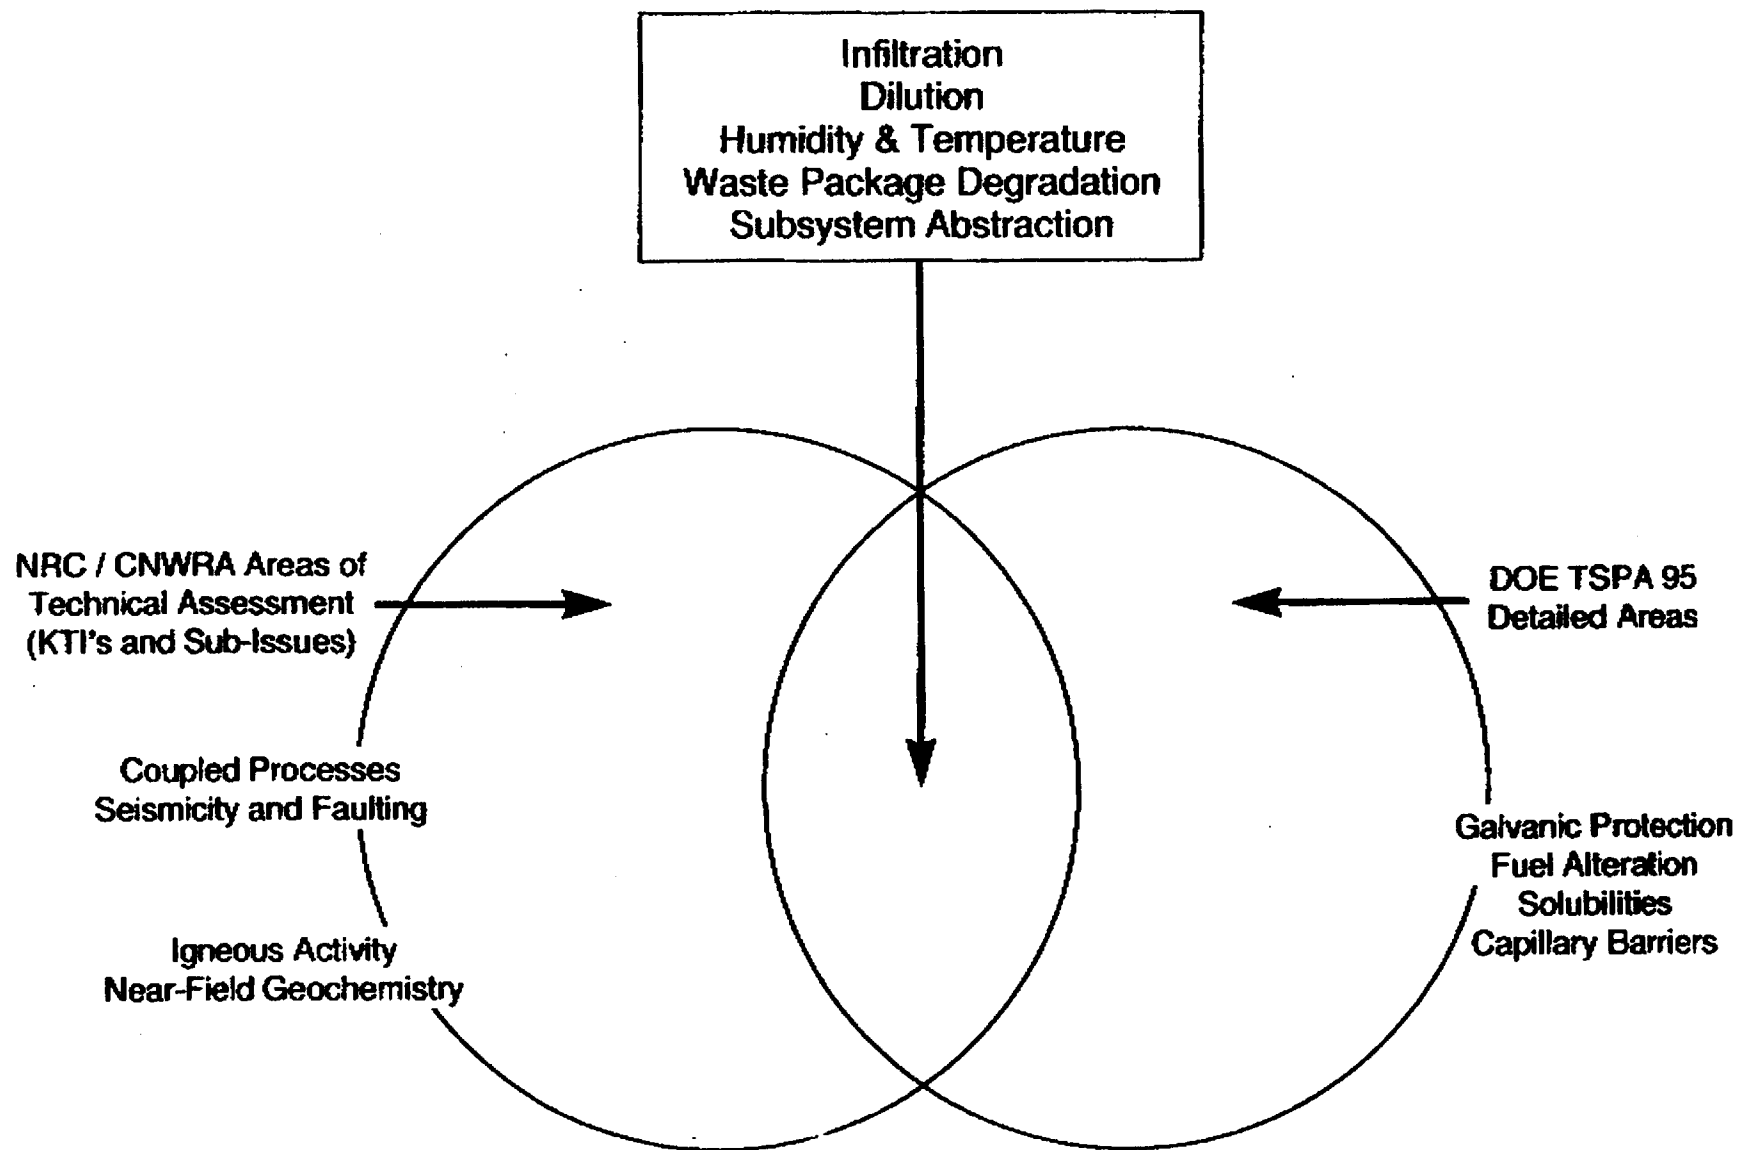 Infiltration
Dilution
Humidity & Temperature
Waste Package Degradation
Subsystem Abstraction
NRC / CNWRA Areas of
Technical Assessment
(KTI's and Sub-Issues)
DOE TSPA 95
Detailed Areas
Coupled Processes
Seismicity and Faulting
Galvanic Protection
Fuel Alteration
Solubilities
Capillary Barriers
Igneous Activity
Near-Field Geochemistry